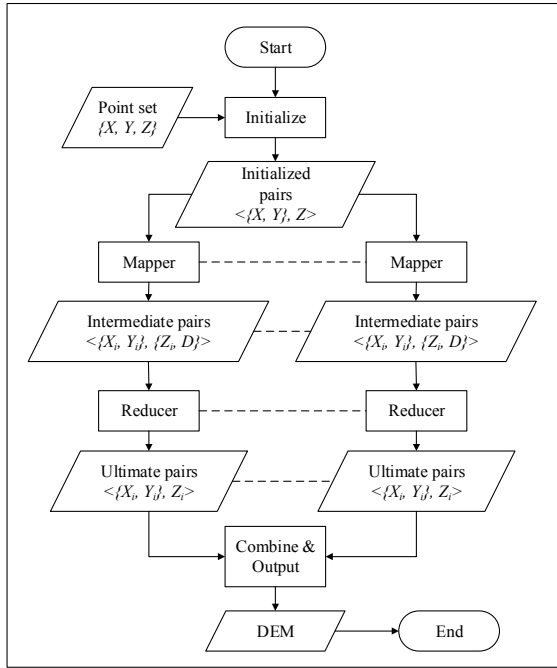 Start
Point set
{X, Y, Z}
Initialize
Initialized
pairs
<{X, Y}, Z>
Mapper
Mapper
Intermediate pairs
<{Xi, Yi}, {Zi, D}>
Intermediate pairs
<{Xi, Yi}, {Zi, D}>
Reducer
Reducer
Ultimate pairs
<{Xi, Yi}, Zi>
Ultimate pairs
<{Xi, Yi}, Zi>
Combine &
Output
DEM
End